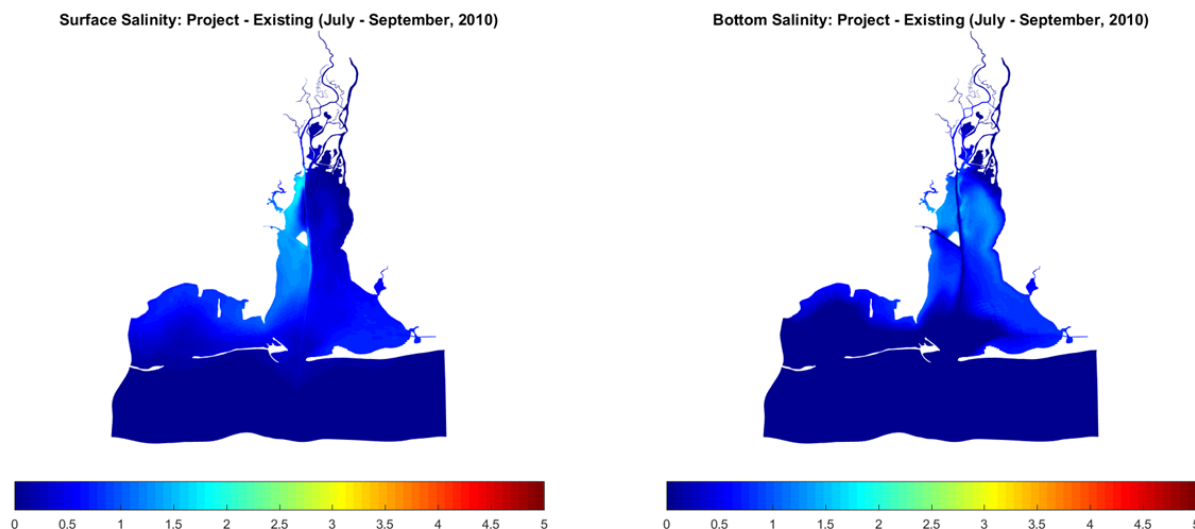 Surface Salinity: Project - Existing (July - September, 2010)
Bottom Salinity: Project - Existing (July - September, 2010)
0 0.5 1 1.5 2 2.5 3 3.5 4 4.5 5
0 0.5 1 1.5 2 2.5 3 3.5 4 4.5